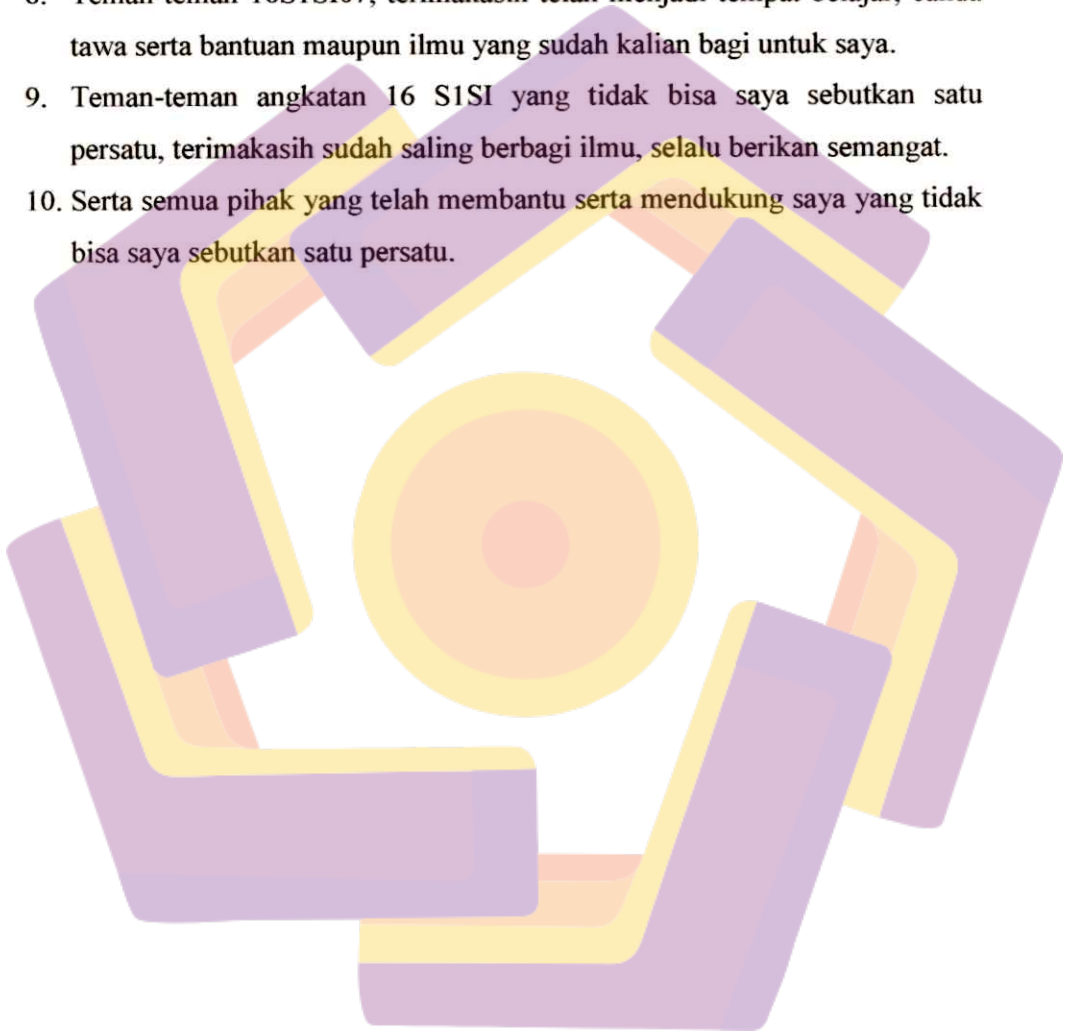 tawa serta bantuan maupun ilmu yang sudah kalian bagi untuk saya.
9. Teman-teman angkatan 16 S1SI yang tidak bisa saya sebutkan satu
persatu, terimakasih sudah saling berbagi ilmu, selalu berikan semangat.
10. Serta semua pihak yang telah membantu serta mendukung saya yang tidak
bisa saya sebutkan satu persatu.